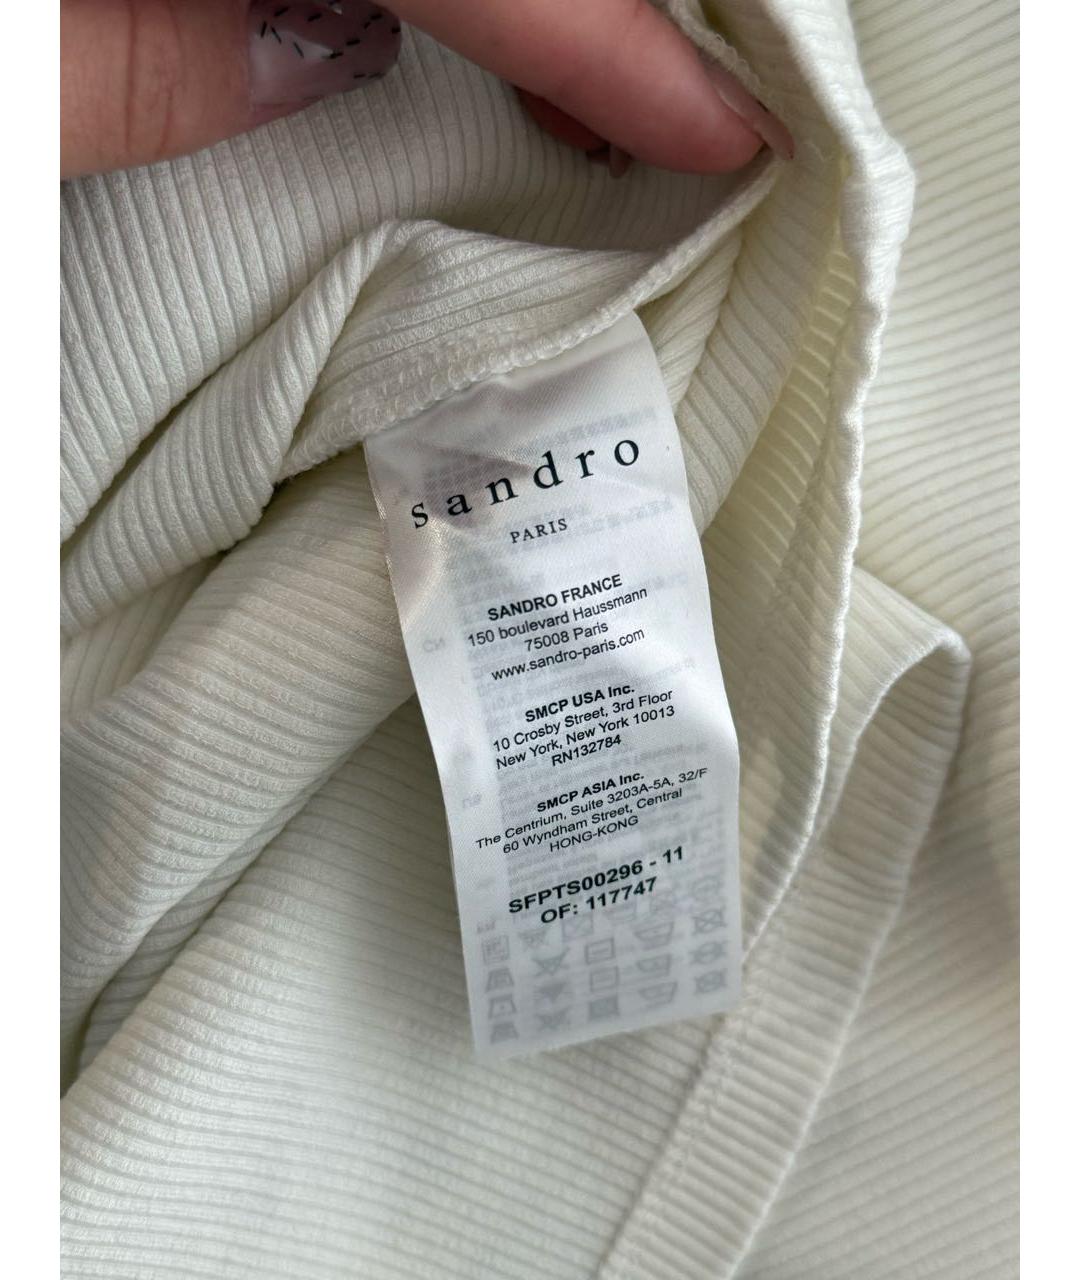 sandro
PARIS
SANDRO FRANCE
150 boulevard Haussmann
75008 Paris
www.sandro-paris.com
SMCP USA Inc.
10 Crosby Street, 3rd Floor
New York, New York 10013
RN132784
SMCP ASIA Inc.
The Centrium, Suite 3203A-5A, 32/F
60 Wyndham Street, Central
HONG-KONG
SFPTS00296 - 11
OF: 117747